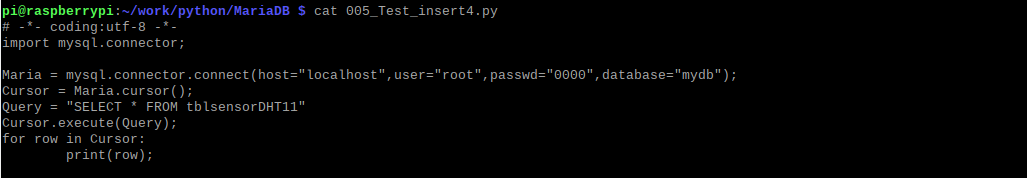 pi@raspberrypi:~/work/python/MariaDB $ cat 005_Test_insert4.py
# -*- coding:utf-8 -*-
import mysql.connector;

Maria = mysql.connector.connect(host="localhost",user="root",passwd="0000",database="mydb");
Cursor = Maria.cursor();
Query = "SELECT * FROM tblsensorDHT11"
Cursor.execute(Query);
for row in Cursor:
        print(row);